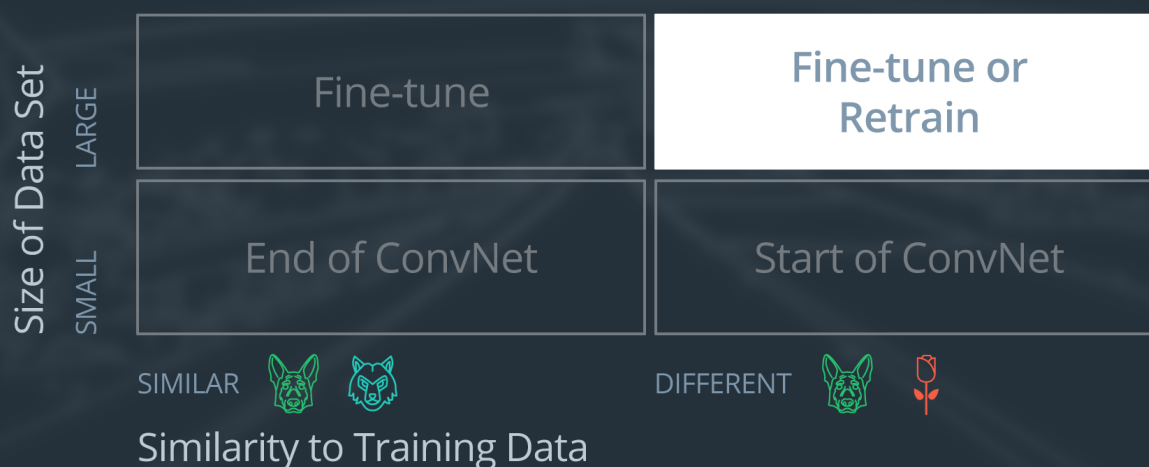 Size of Data Set
LARGE
Fine-tune
Fine-tune or
Retrain
SMALL
End of ConvNet
Start of ConvNet
SIMILAR
DIFFERENT
Similarity to Training Data